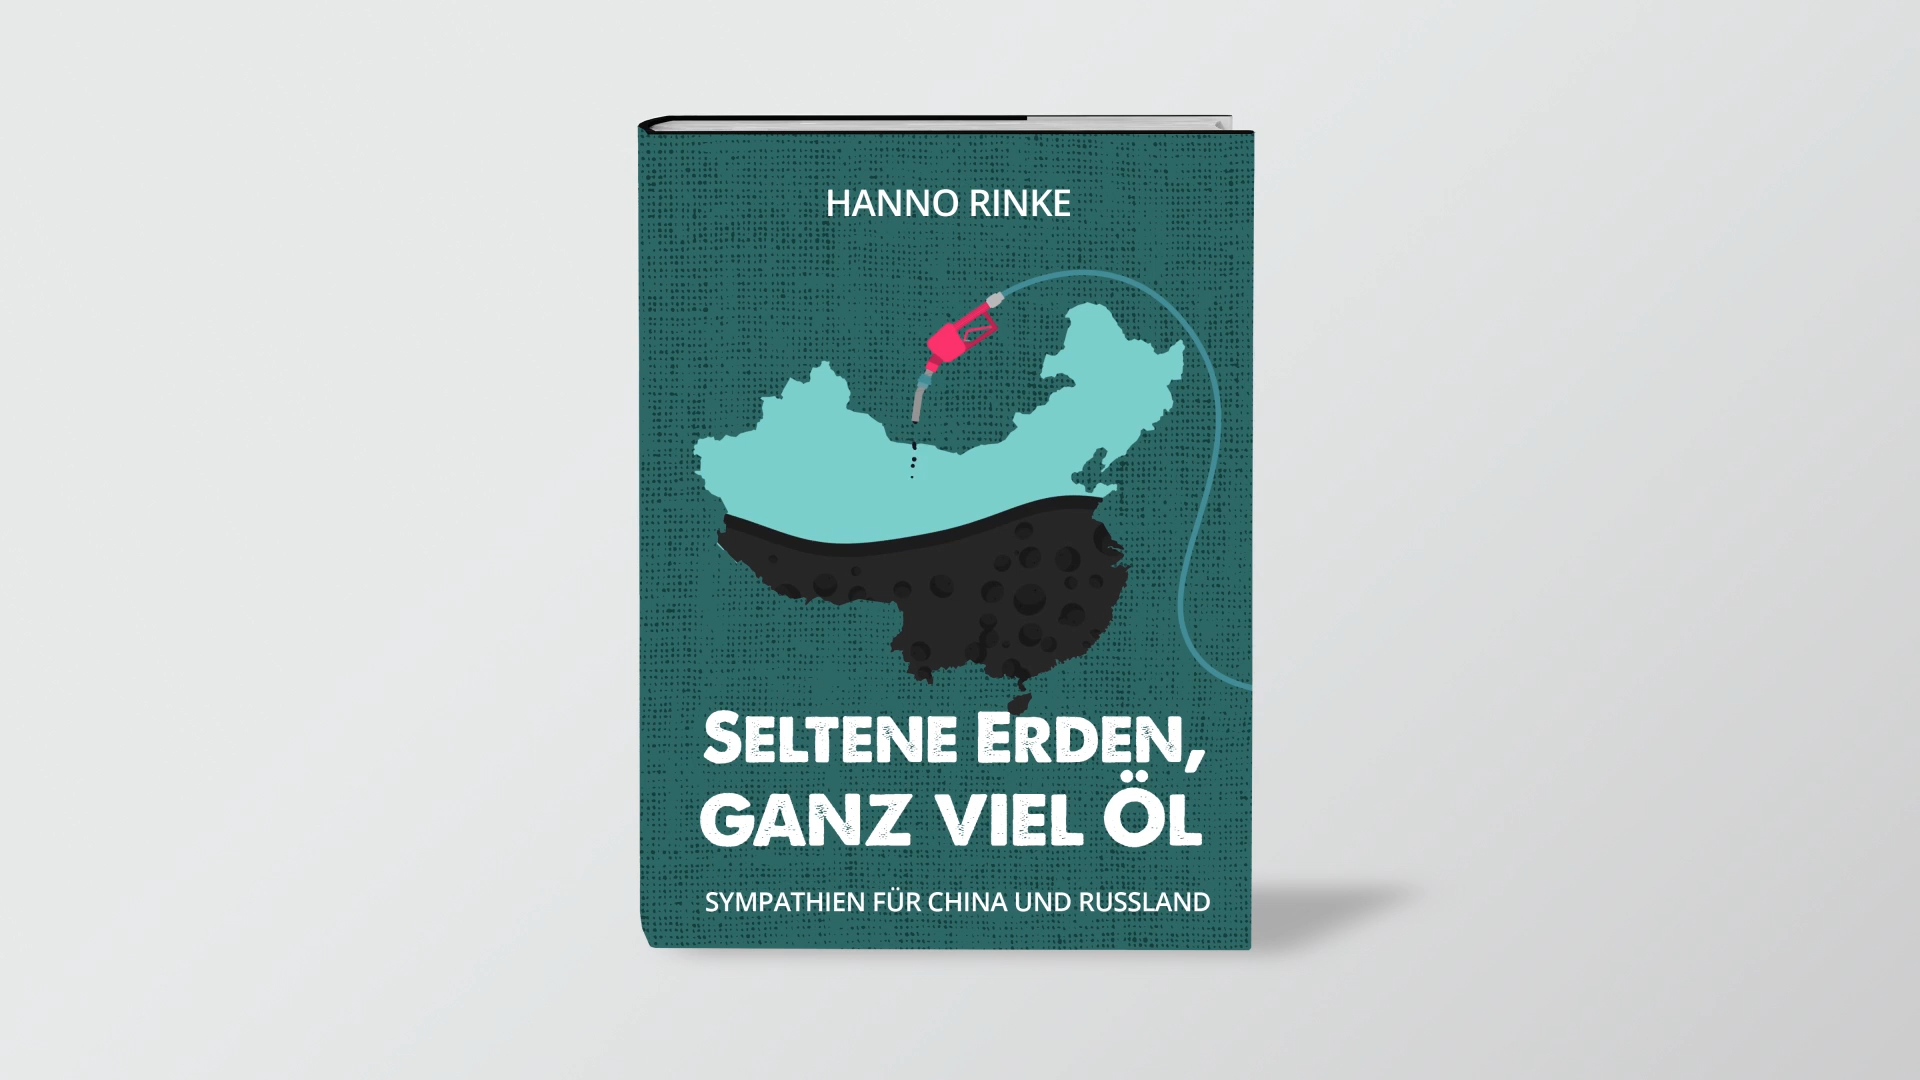 HANNO RINKE
SELTENE ERDEN,
GANZ VIEL ÖL
SYMPATHIEN FÜR CHINA UND RUSSLAND